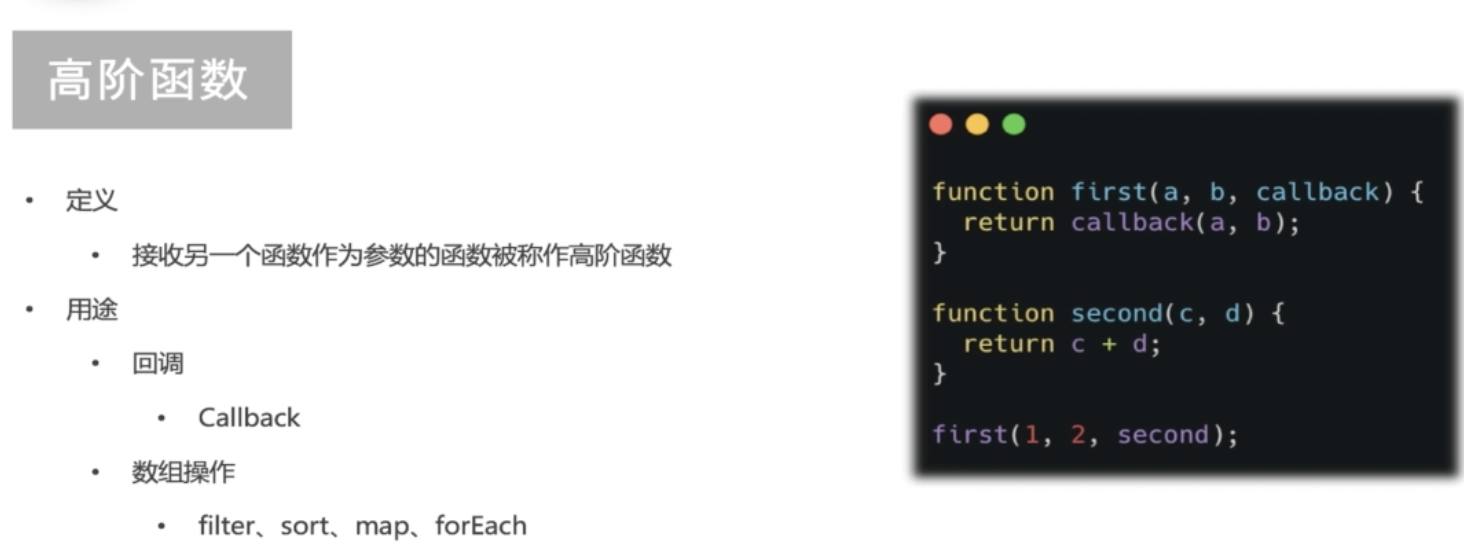 高阶函数
• 定义
• 接收另一个函数作为参数的函数被称作高阶函数
• 用途
• 回调
• Callback
• 数组操作
• filter、sort、map、forEach
function first(a, b, callback) {
  return callback(a, b);
}
function second(c, d) {
  return c + d;
}
first(1, 2, second);